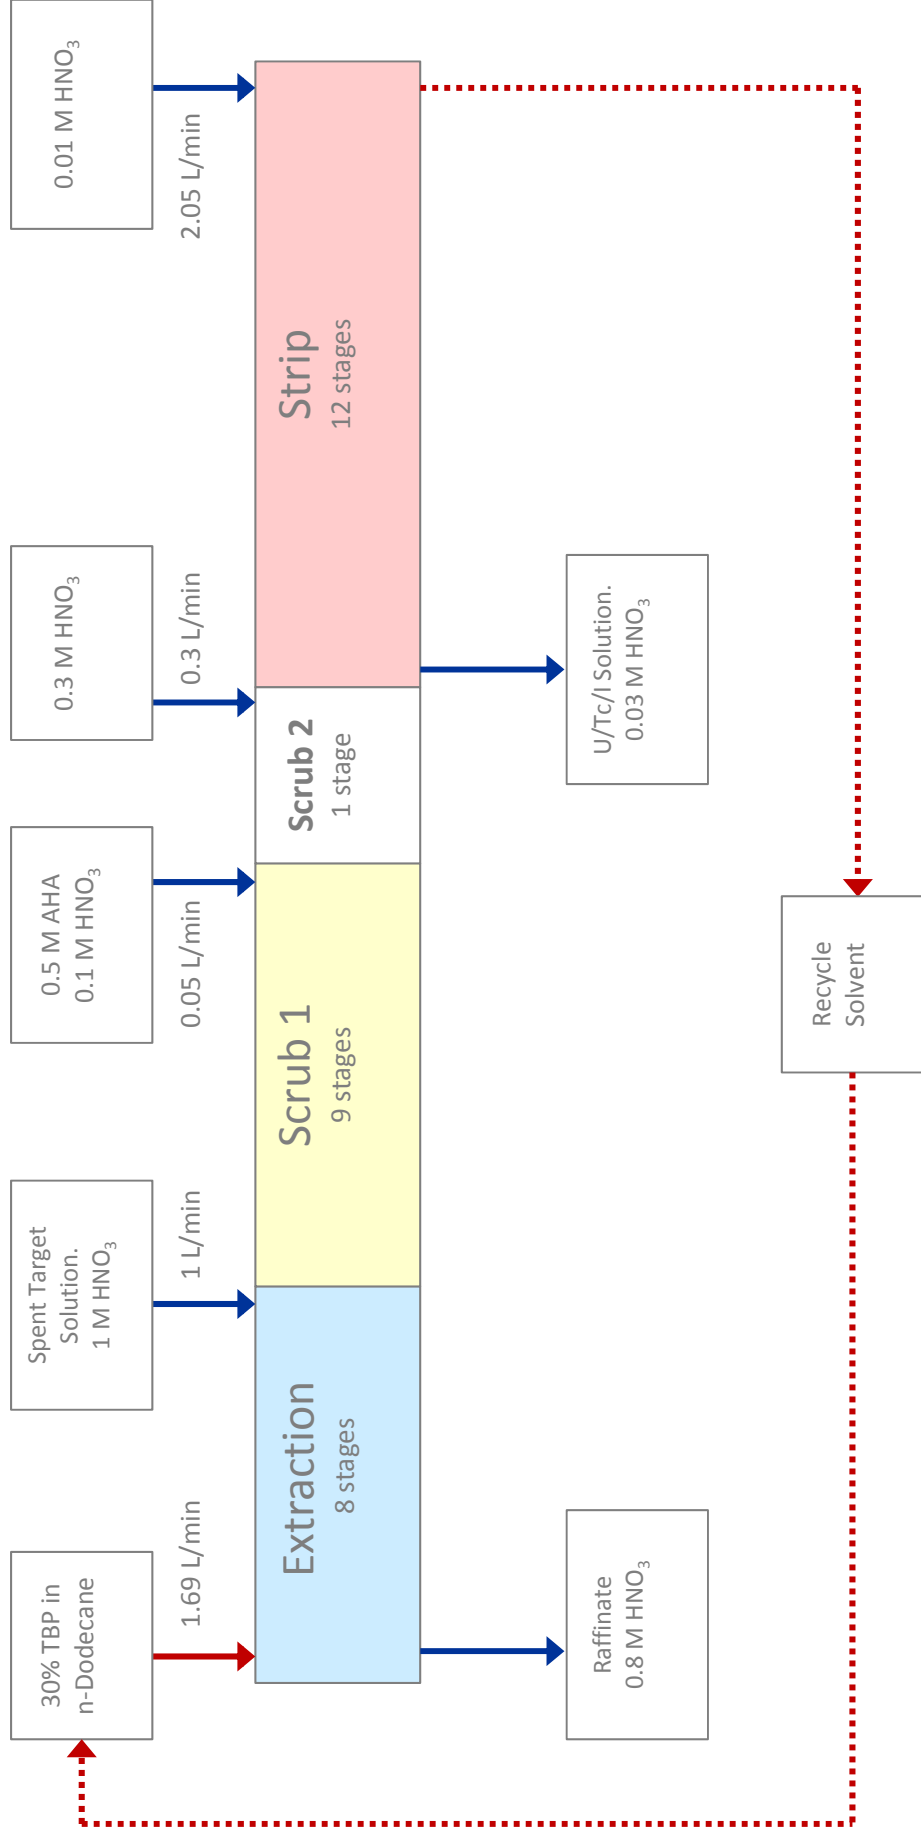 30% TBP in
n-Dodecane
1.69 L/min
Spent Target
Solution.
1 M HNO₃
1 L/min
0.5 M AHA
0.1 M HNO₃
0.05 L/min
0.3 M HNO₃
0.3 L/min
0.01 M HNO₃
2.05 L/min
Extraction
8 stages
Scrub 1
9 stages
Scrub 2
1 stage
Strip
12 stages
Raffinate
0.8 M HNO₃
U/Tc/I Solution.
0.03 M HNO₃
Recycle
Solvent